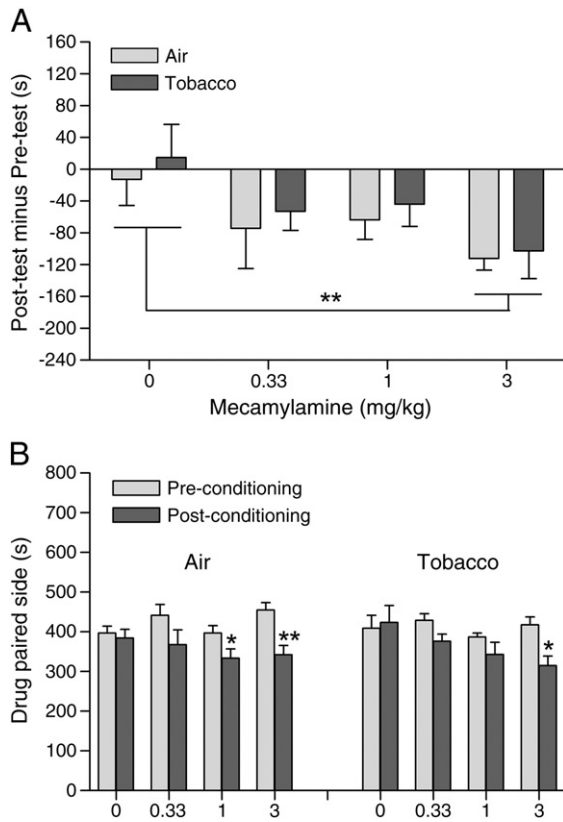 A
Post-test minus Pre-test (s)
160
120
80
40
0
-40
-80
-120
-160
-200
-240
Air
Tobacco
**
0 0.33 1 3
Mecamylamine (mg/kg)
B
Drug paired side (s)
800
700
600
500
400
300
200
100
0
Pre-conditioning
Post-conditioning
Air Tobacco
* ** *
0 0.33 1 3 0 0.33 1 3